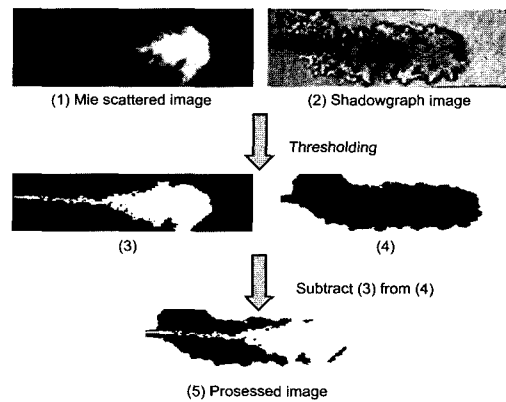 (1) Mie scattered image
(2) Shadowgraph image
Thresholding
(3)
(4)
Subtract (3) from (4)
(5) Prosessed image